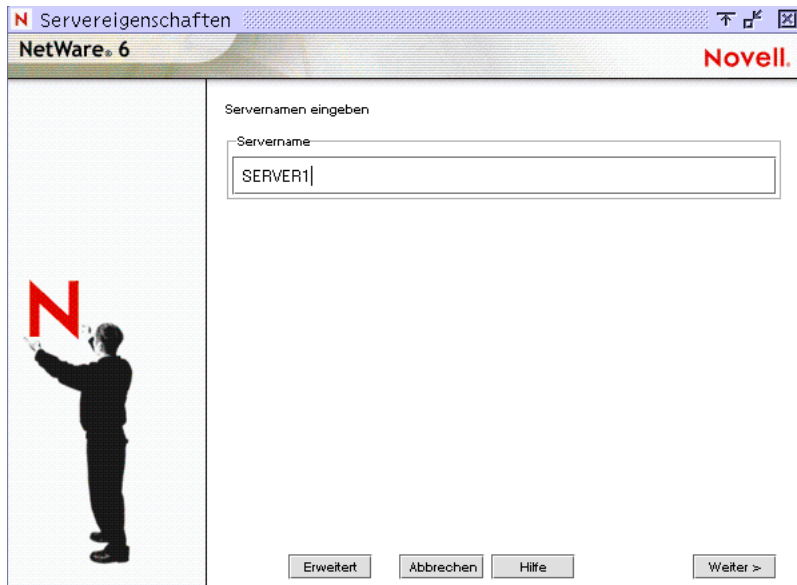 N Servereigenschaften
NetWare® 6
Novell.
Servernamen eingeben
Servername
SERVER1
N
Erweitert Abbrechen Hilfe Weiter >